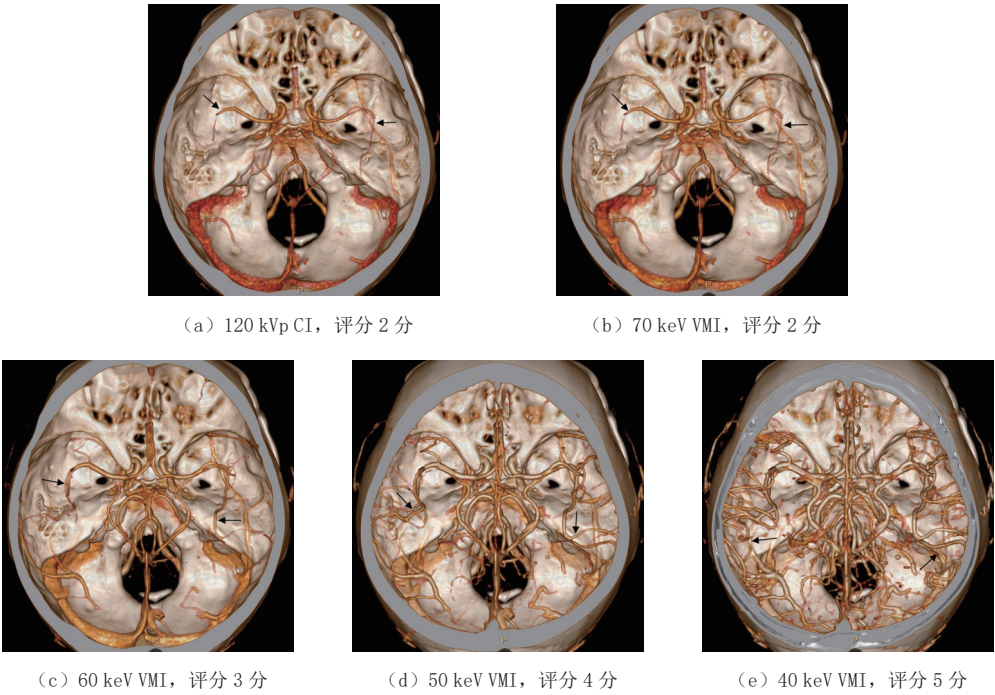 P
P
(a) 120 kVp CI，评分 2 分
(b) 70 keV VMI，评分 2 分
P
P
P
(c) 60 keV VMI，评分 3 分
(d) 50 keV VMI，评分 4 分
(e) 40 keV VMI，评分 5 分